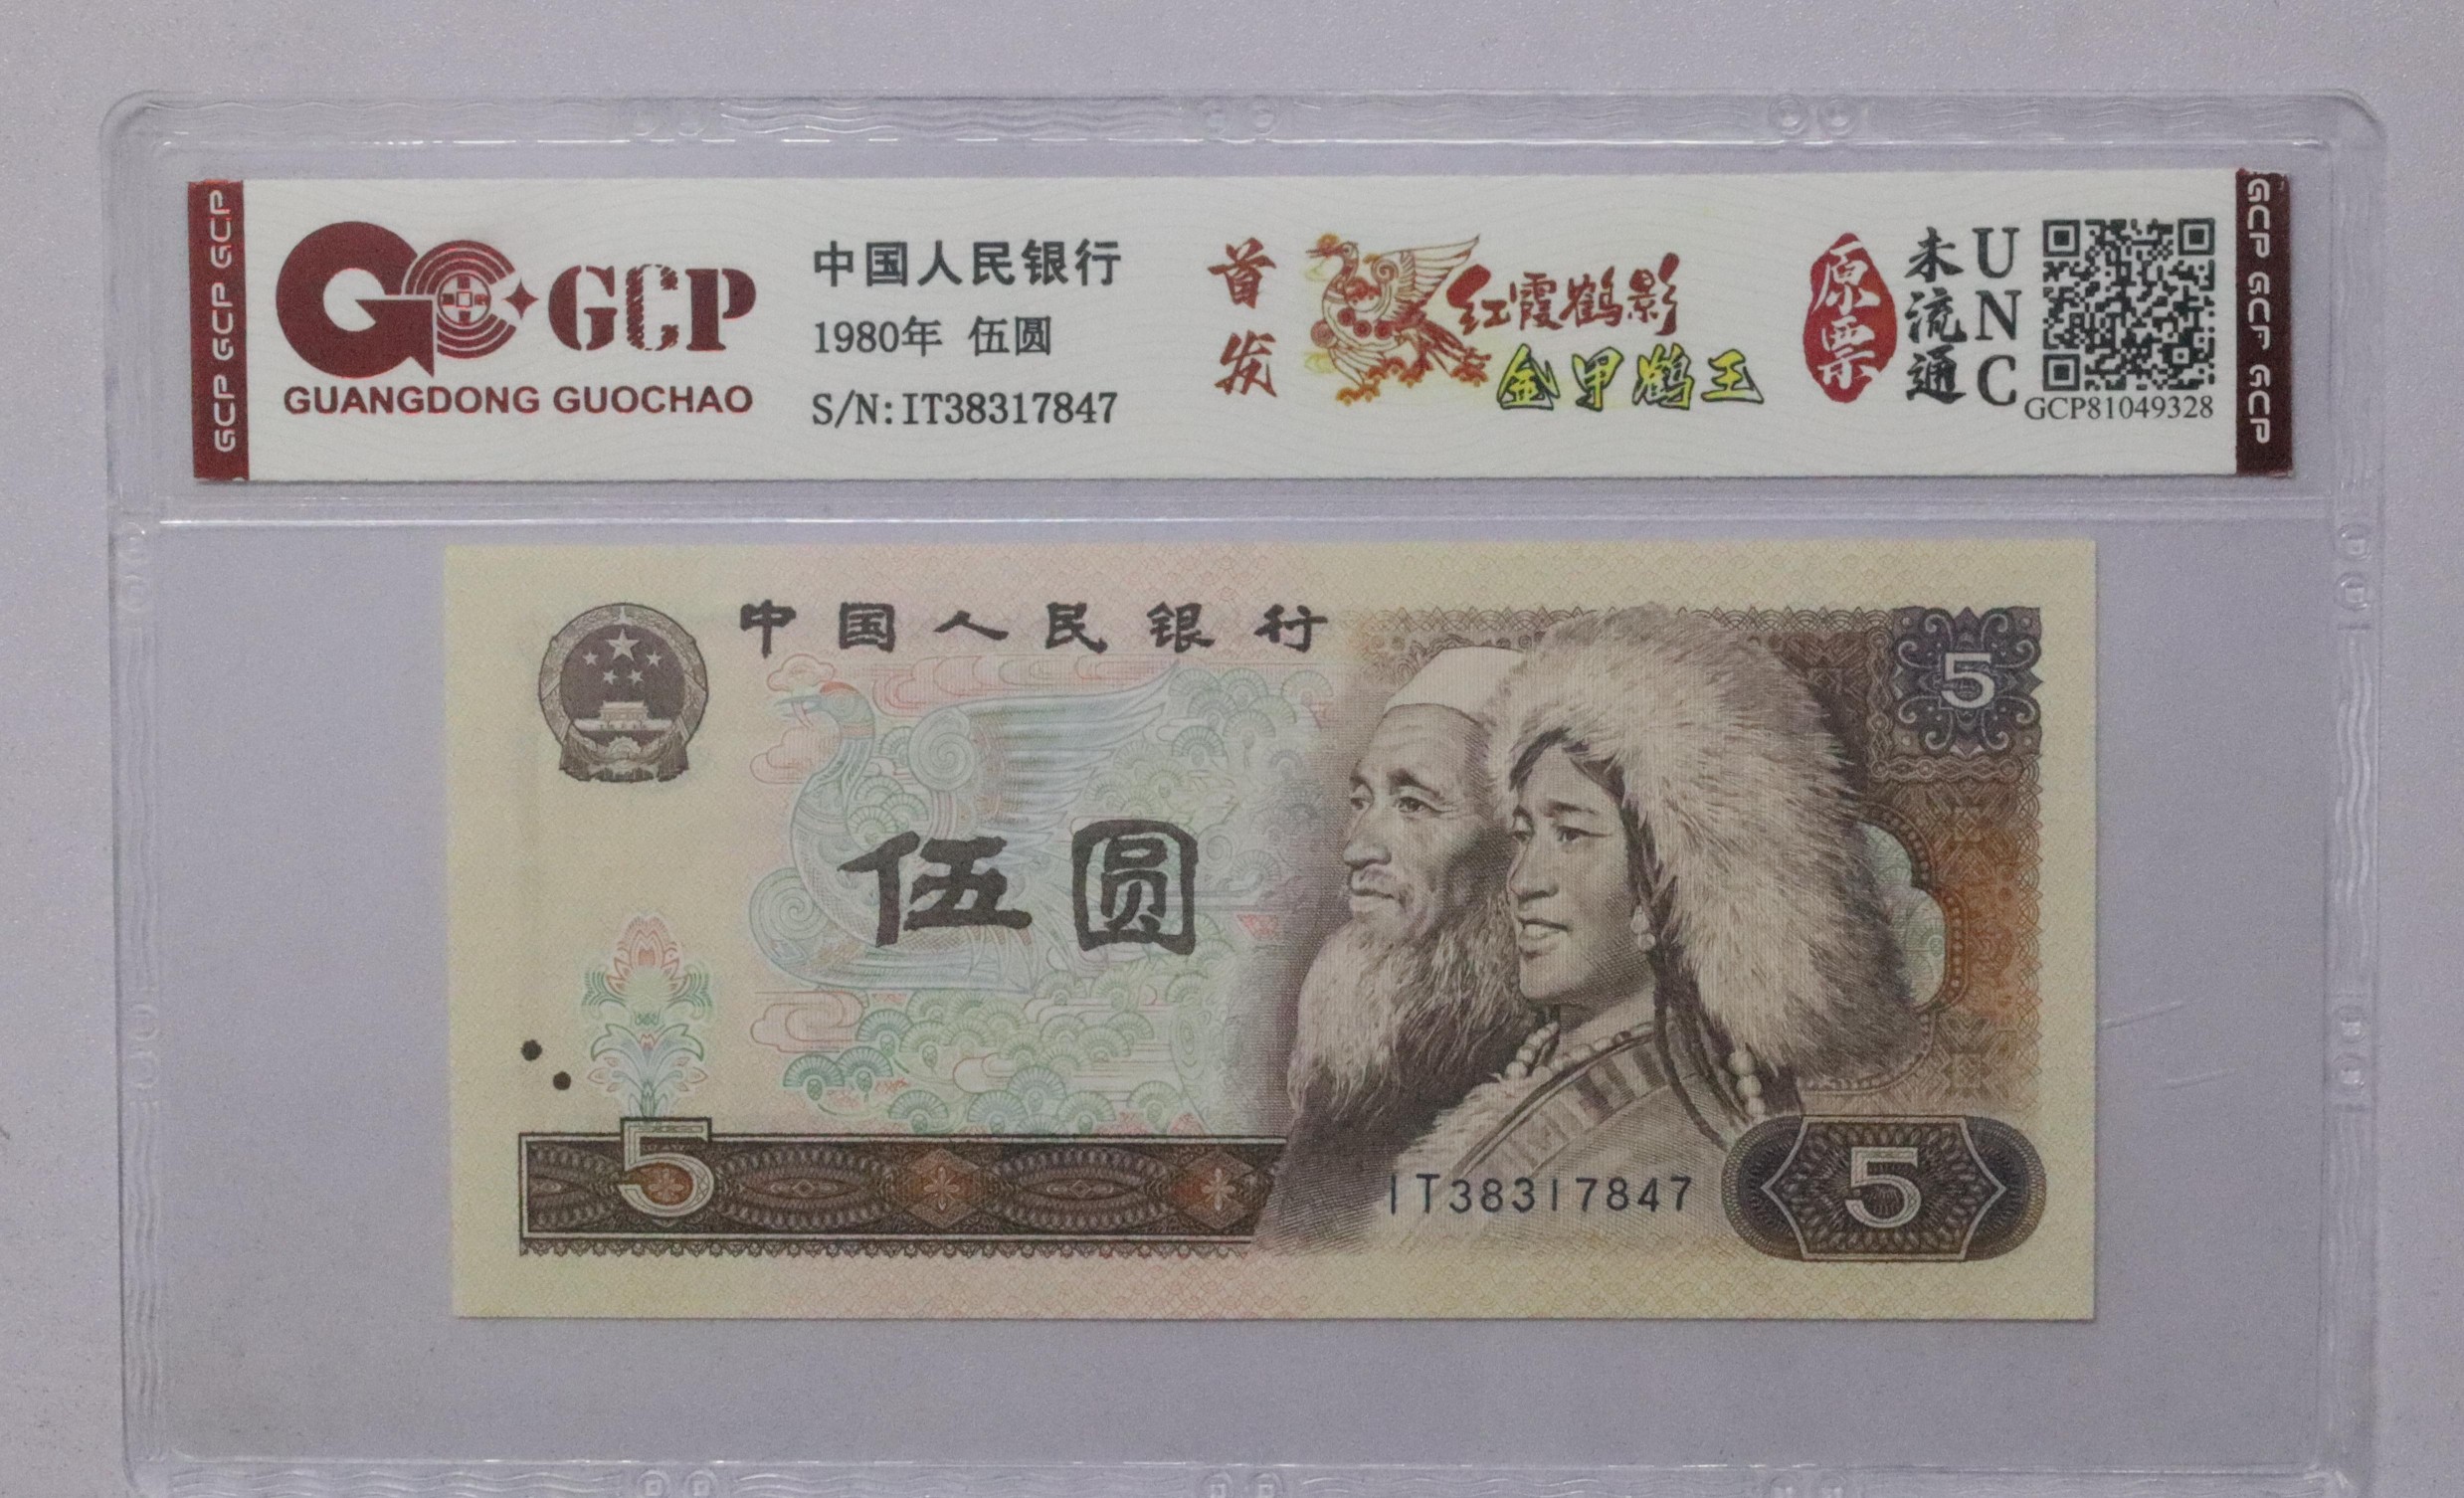 GCP GCP GCP
GCP
GUANGDONG GUOCHAO
中国人民银行
1980年 伍圆
S/N:IT38317847
首发
红霞鹤影
金甲鹤王
原票
未流通
UNC
GCP81049328
GCP GCP GCP
中国人民银行
5
伍圆
5
IT38317847
5